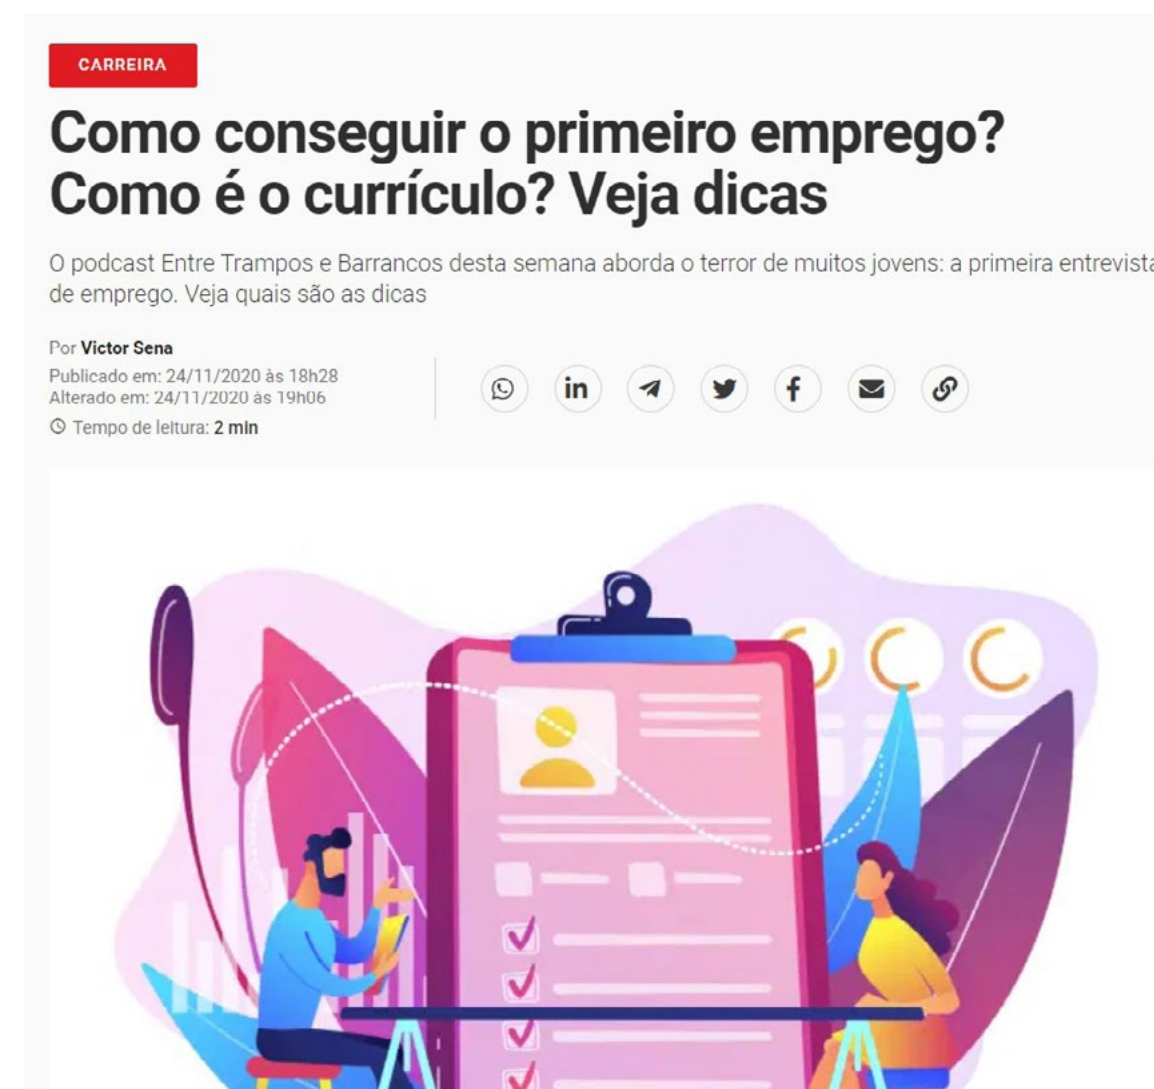 CARREIRA
Como conseguir o primeiro emprego?
Como é o currículo? Veja dicas
O podcast Entre Trampos e Barrancos desta semana aborda o terror de muitos jovens: a primeira entrevista
de emprego. Veja quais são as dicas
Por Victor Sena
Publicado em: 24/11/2020 às 18h28
Alterado em: 24/11/2020 às 19h06
Tempo de leitura: 2 min